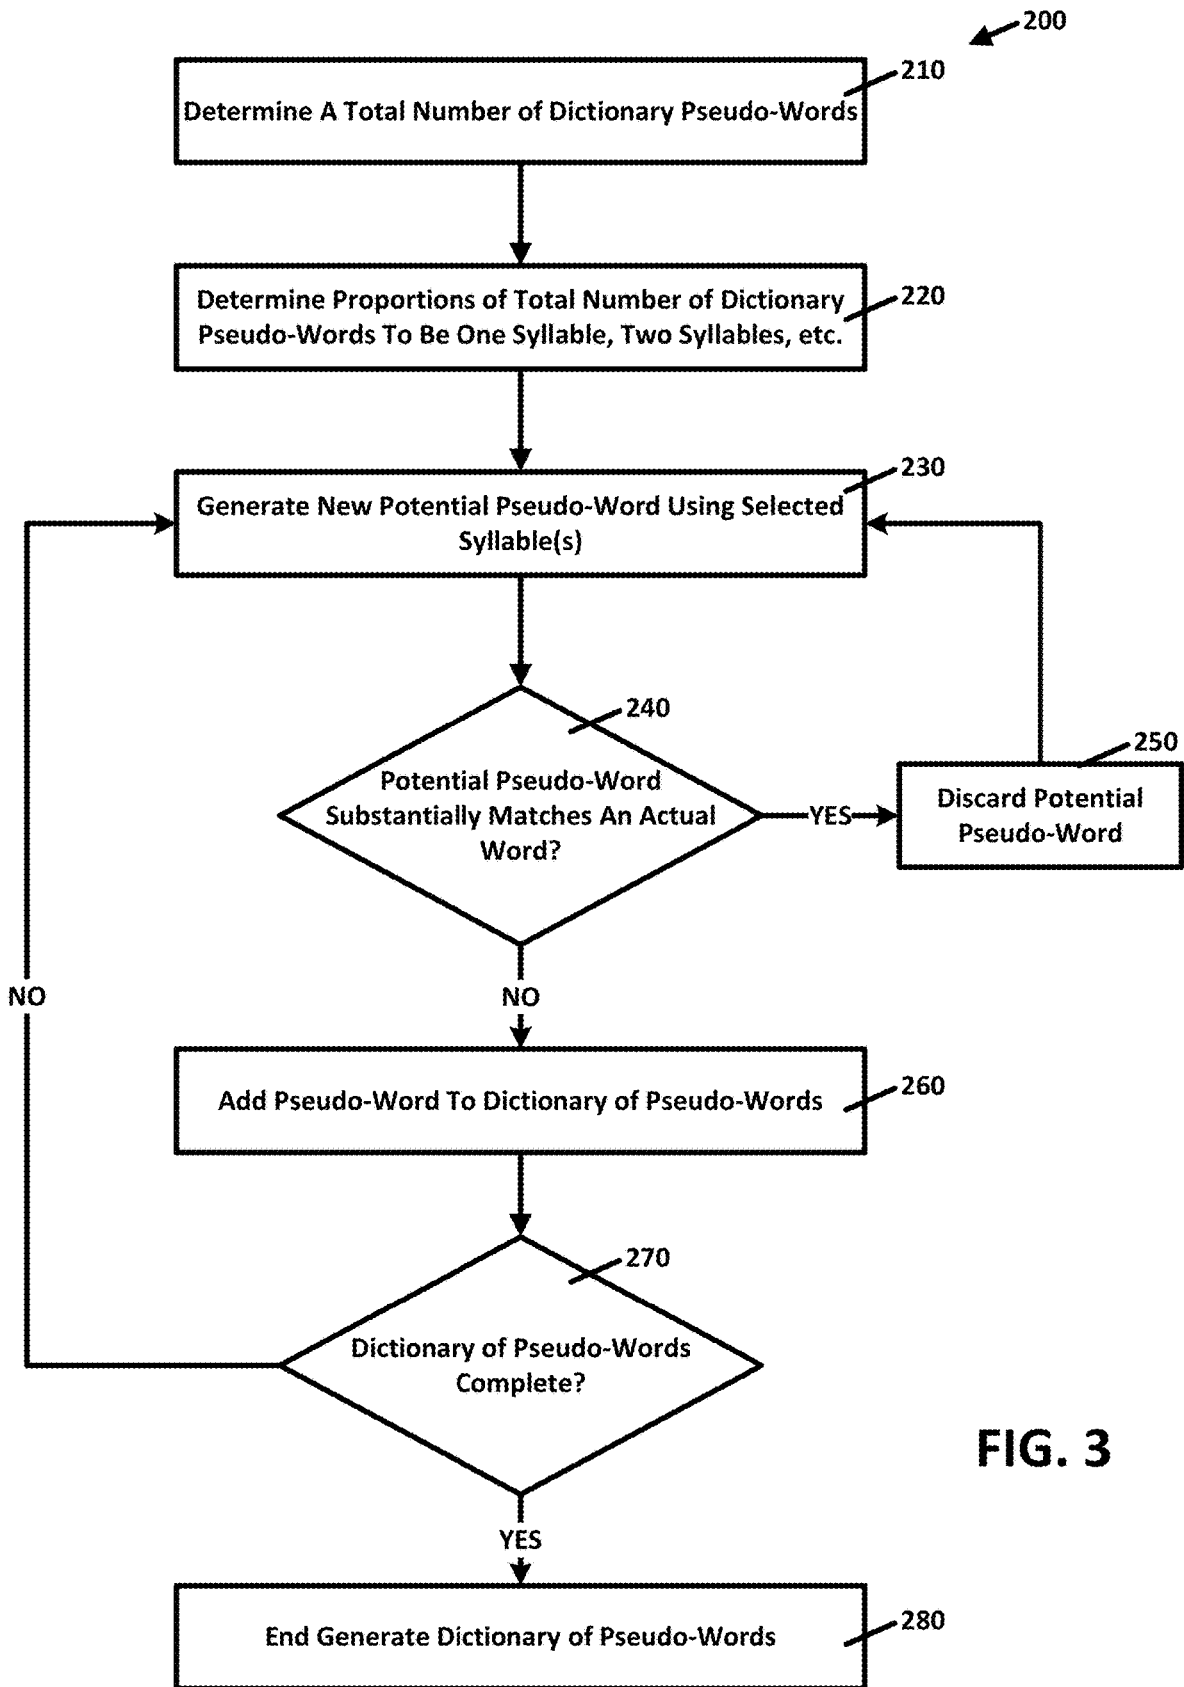 200
210
Determine A Total Number of Dictionary Pseudo-Words
Determine Proportions of Total Number of Dictionary
Pseudo-Words To Be One Syllable, Two Syllables, etc.
220
230
Generate New Potential Pseudo-Word Using Selected
Syllable(s)
240
Potential Pseudo-Word
Substantially Matches An Actual
Word?
YES
250
Discard Potential
Pseudo-Word
NO
NO
Add Pseudo-Word To Dictionary of Pseudo-Words
260
270
Dictionary of Pseudo-Words
Complete?
FIG. 3
YES
End Generate Dictionary of Pseudo-Words
280